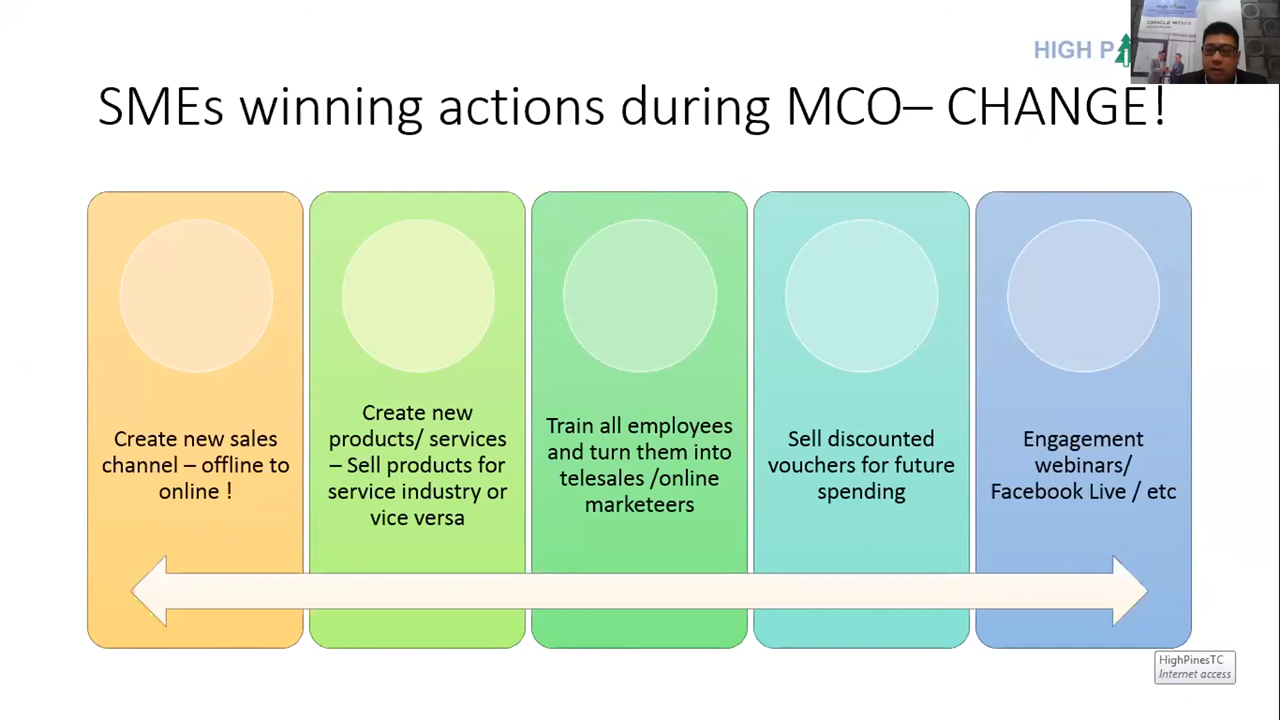 HIGH P
ORACLE NETSUITE
SMEs winning actions during MCO– CHANGE!
Create new sales
channel – offline to
online !
Create new
products/ services
– Sell products for
service industry or
vice versa
Train all employees
and turn them into
telesales /online
marketeers
Sell discounted
vouchers for future
spending
Engagement
webinars/
Facebook Live / etc
HighPinesTC
Internet access